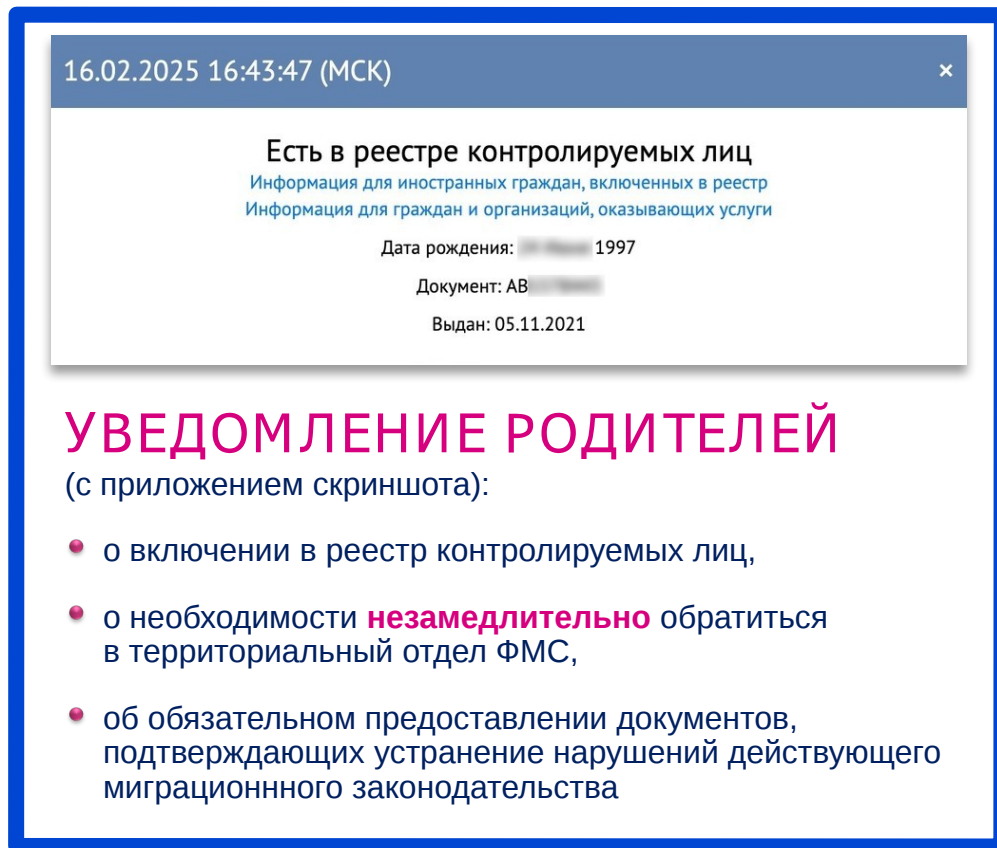 16.02.2025 16:43:47 (МСК)
×
Есть в реестре контролируемых лиц
Информация для иностранных граждан, включенных в реестр
Информация для граждан и организаций, оказывающих услуги
Дата рождения: 1997
Документ: АВ
Выдан: 05.11.2021
УВЕДОМЛЕНИЕ РОДИТЕЛЕЙ
(с приложением скриншота):
о включении в реестр контролируемых лиц,
о необходимости незамедлительно обратиться
в территориальный отдел ФМС,
об обязательном предоставлении документов,
подтверждающих устранение нарушений действующего
миграционнного законодательства